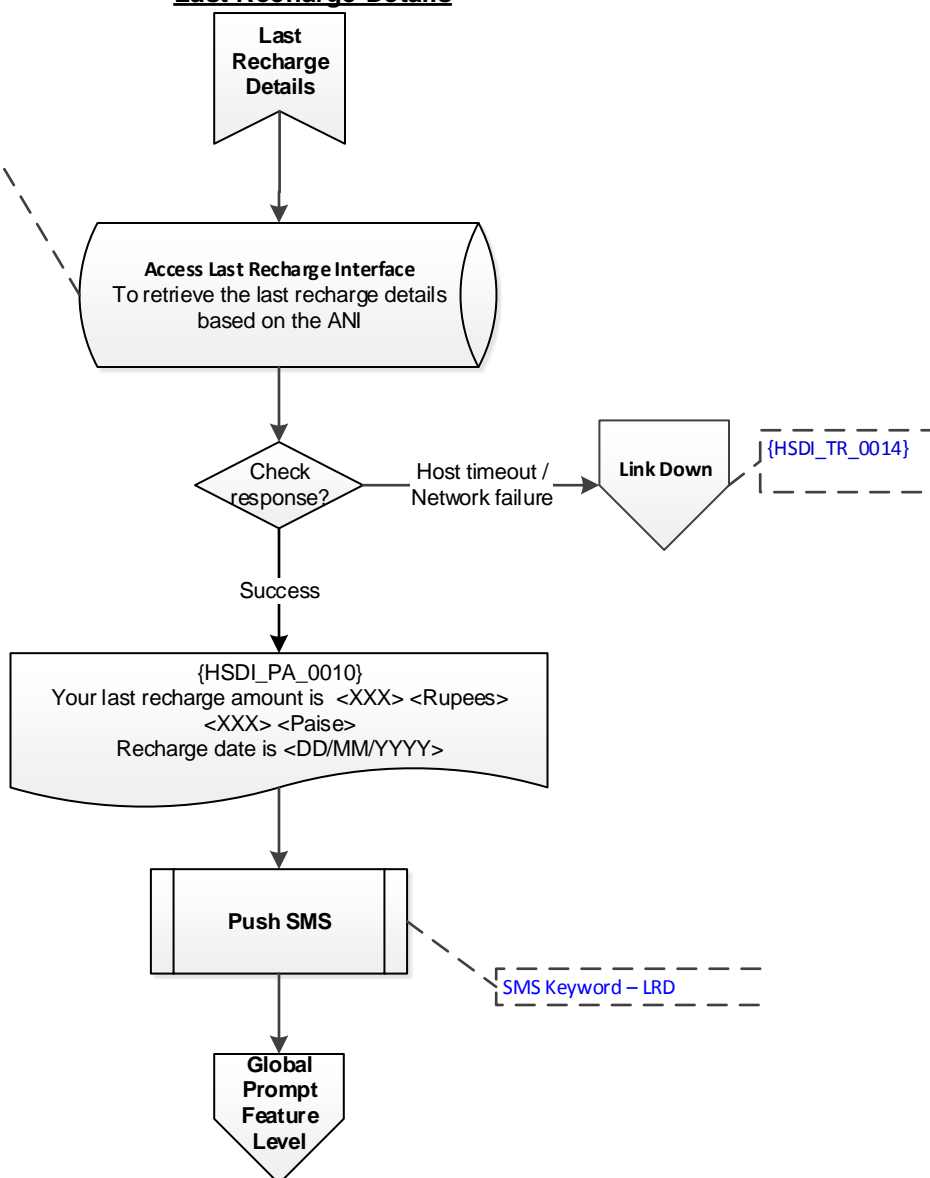 Last Recharge Details
Last
Recharge
Details
Access Last Recharge Interface
To retrieve the last recharge details
based on the ANI
Check
response?
Host timeout /
Network failure
Link Down
{HSDI_TR_0014}
Success
{HSDI_PA_0010}
Your last recharge amount is <XXX> <Rupees>
<XXX> <Paise>
Recharge date is <DD/MM/YYYY>
Push SMS
SMS Keyword – LRD
Global
Prompt
Feature
Level